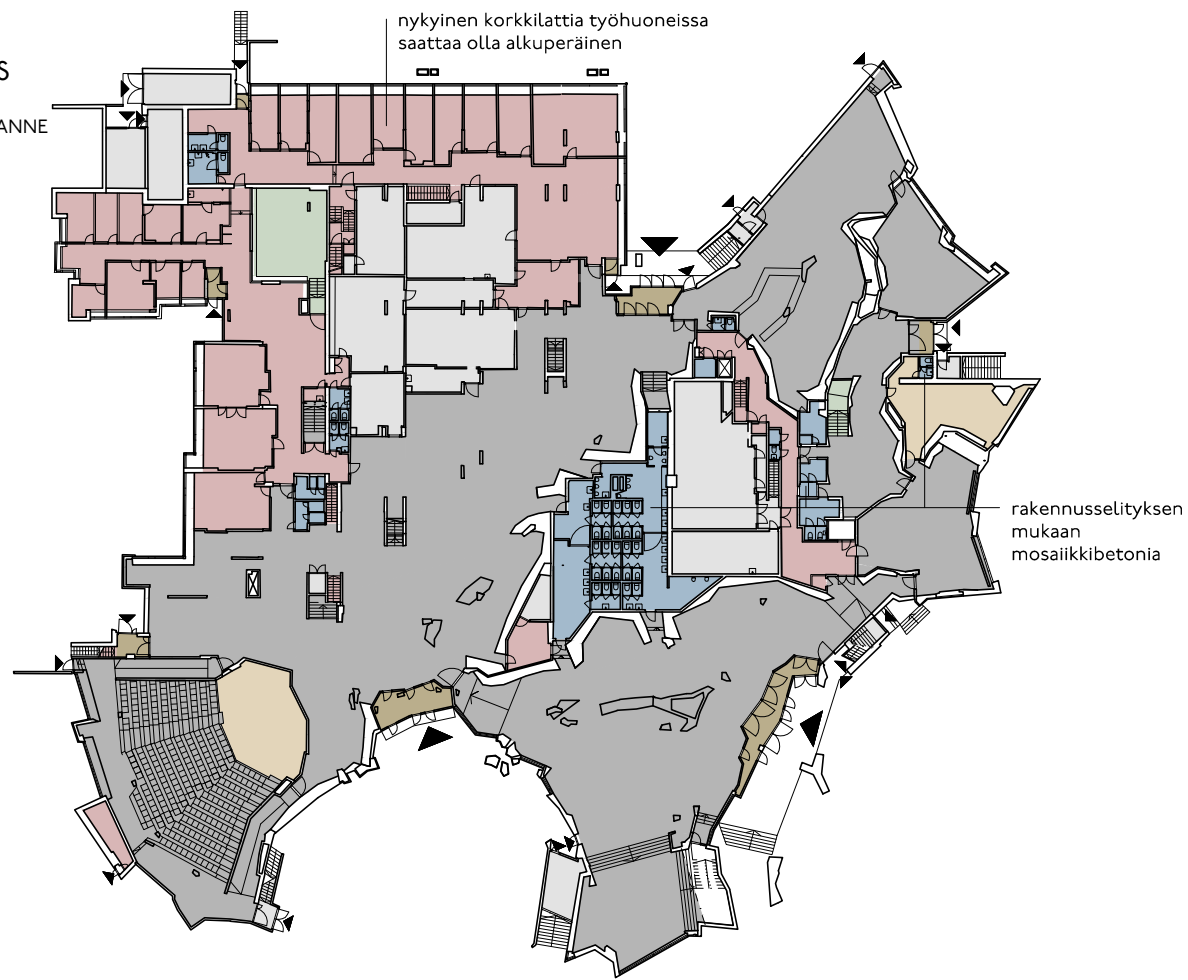 nykyinen korkkilattia työhuoneissa
saattaa olla alkuperäinen
S
ANNE
rakennusselityksen
mukaan
mosaiikkibetonia